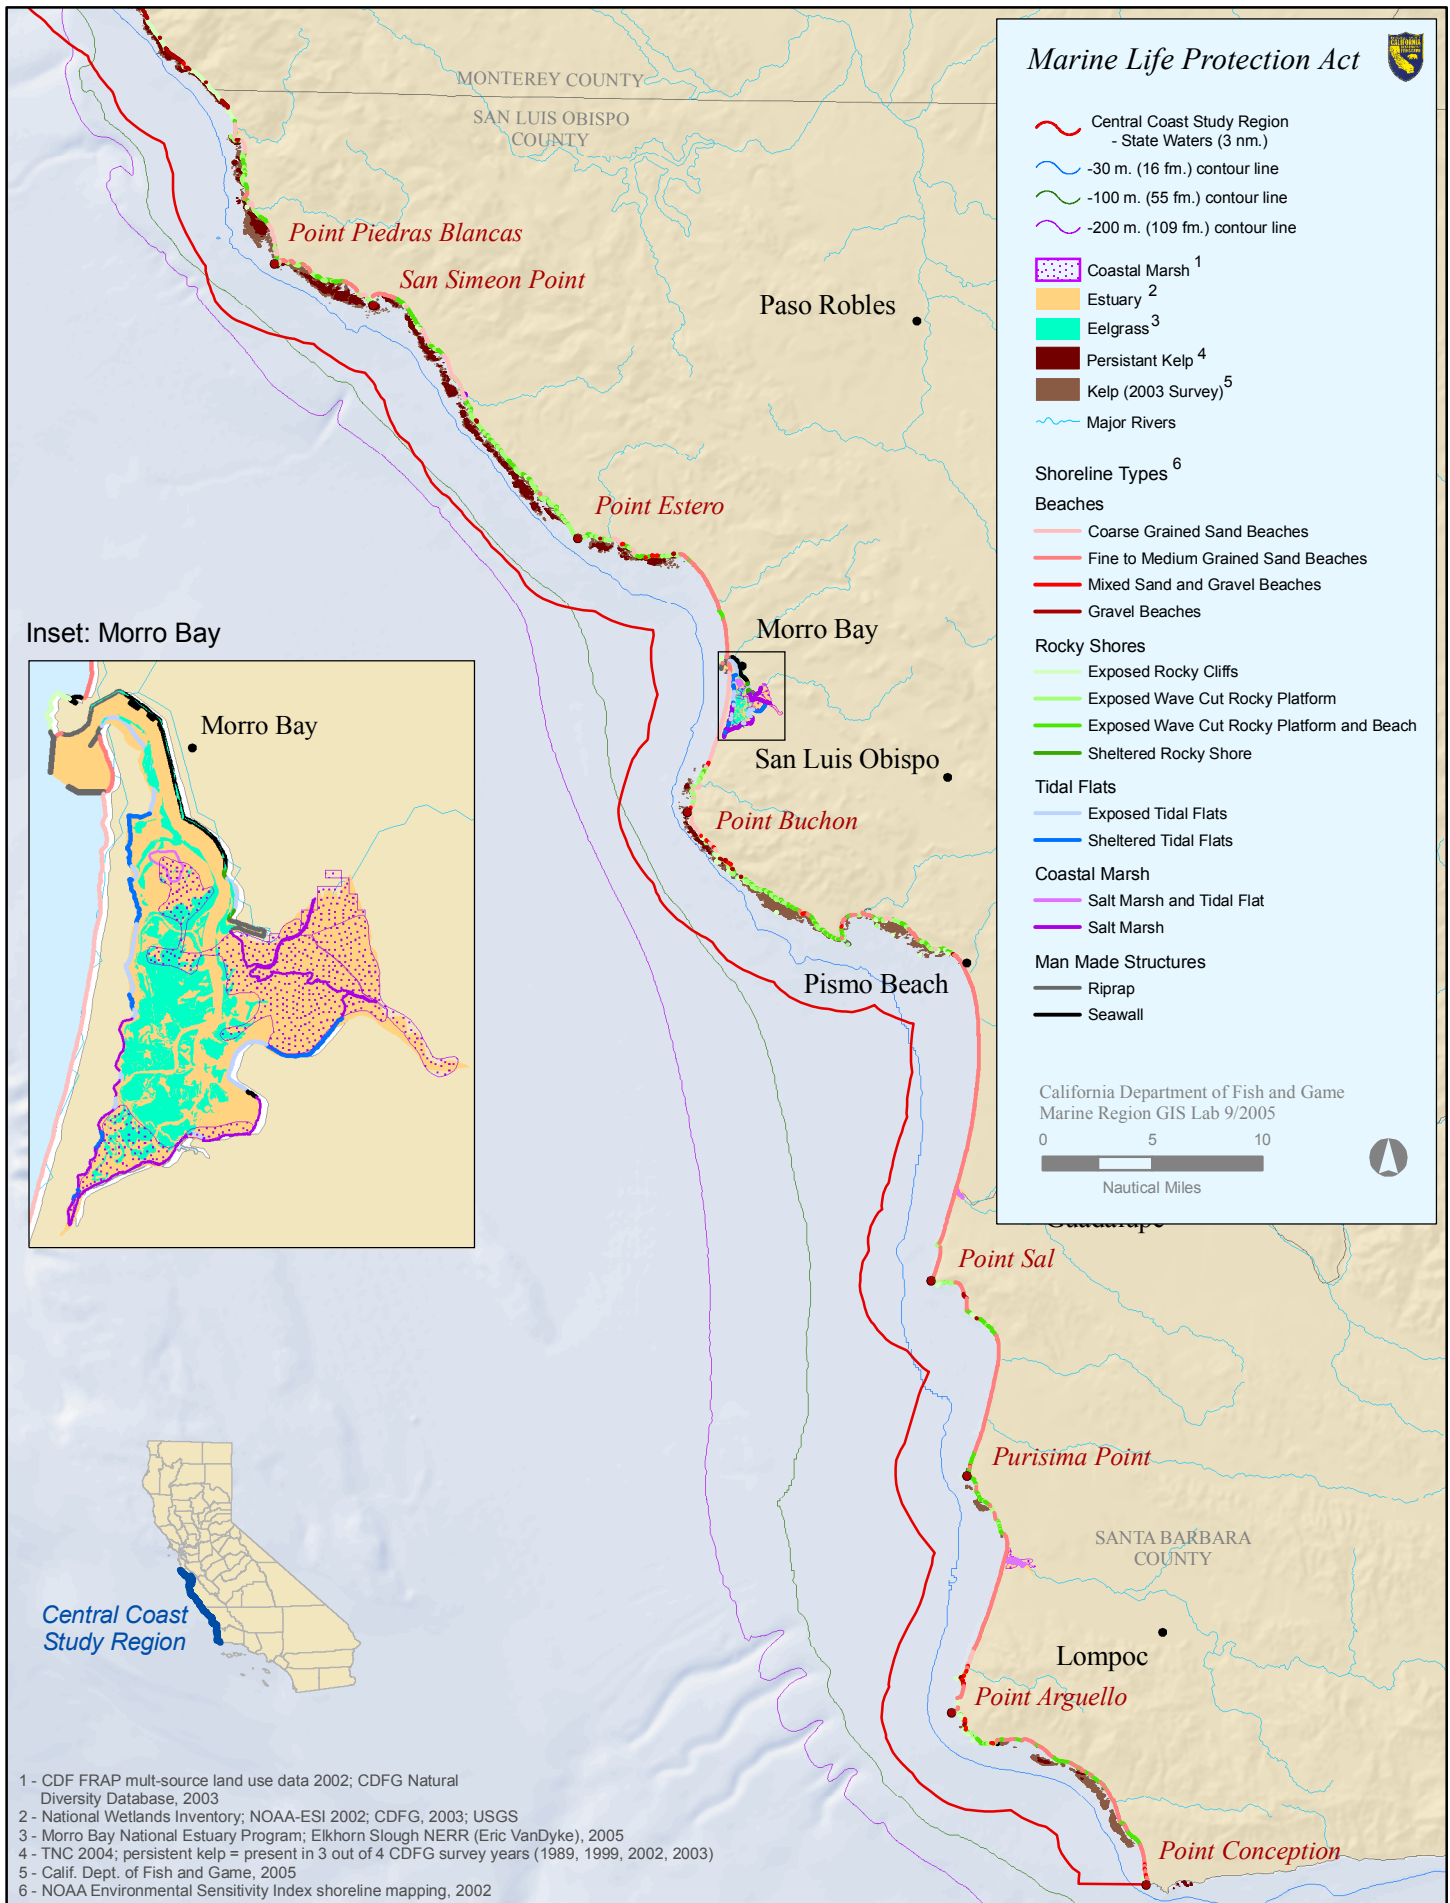 Marine Life Protection Act
CALIFORNIA
Central Coast Study Region
- State Waters (3 nm.)
-30 m. (16 fm.) contour line
-100 m. (55 fm.) contour line
-200 m. (109 fm.) contour line
Coastal Marsh 1
Estuary 2
Eelgrass 3
Persistant Kelp 4
Kelp (2003 Survey) 5
Major Rivers
Shoreline Types 6
Beaches
Coarse Grained Sand Beaches
Fine to Medium Grained Sand Beaches
Mixed Sand and Gravel Beaches
Gravel Beaches
Rocky Shores
Exposed Rocky Cliffs
Exposed Wave Cut Rocky Platform
Exposed Wave Cut Rocky Platform and Beach
Sheltered Rocky Shore
Tidal Flats
Exposed Tidal Flats
Sheltered Tidal Flats
Coastal Marsh
Salt Marsh and Tidal Flat
Salt Marsh
Man Made Structures
Riprap
Seawall
California Department of Fish and Game
Marine Region GIS Lab 9/2005
0 5 10
Nautical Miles
MONTEREY COUNTY
SAN LUIS OBISPO
COUNTY
Point Piedras Blancas
San Simeon Point
Paso Robles
Point Estero
Morro Bay
San Luis Obispo
Point Buchon
Pismo Beach
Guadalupe
Point Sal
Purisima Point
SANTA BARBARA
COUNTY
Lompoc
Point Arguello
Point Conception
Inset: Morro Bay
Morro Bay
Central Coast
Study Region
1 - CDF FRAP mult-source land use data 2002; CDFG Natural
Diversity Database, 2003
2 - National Wetlands Inventory; NOAA-ESI 2002; CDFG, 2003; USGS
3 - Morro Bay National Estuary Program; Elkhorn Slough NERR (Eric VanDyke), 2005
4 - TNC 2004; persistent kelp = present in 3 out of 4 CDFG survey years (1989, 1999, 2002, 2003)
5 - Calif. Dept. of Fish and Game, 2005
6 - NOAA Environmental Sensitivity Index shoreline mapping, 2002